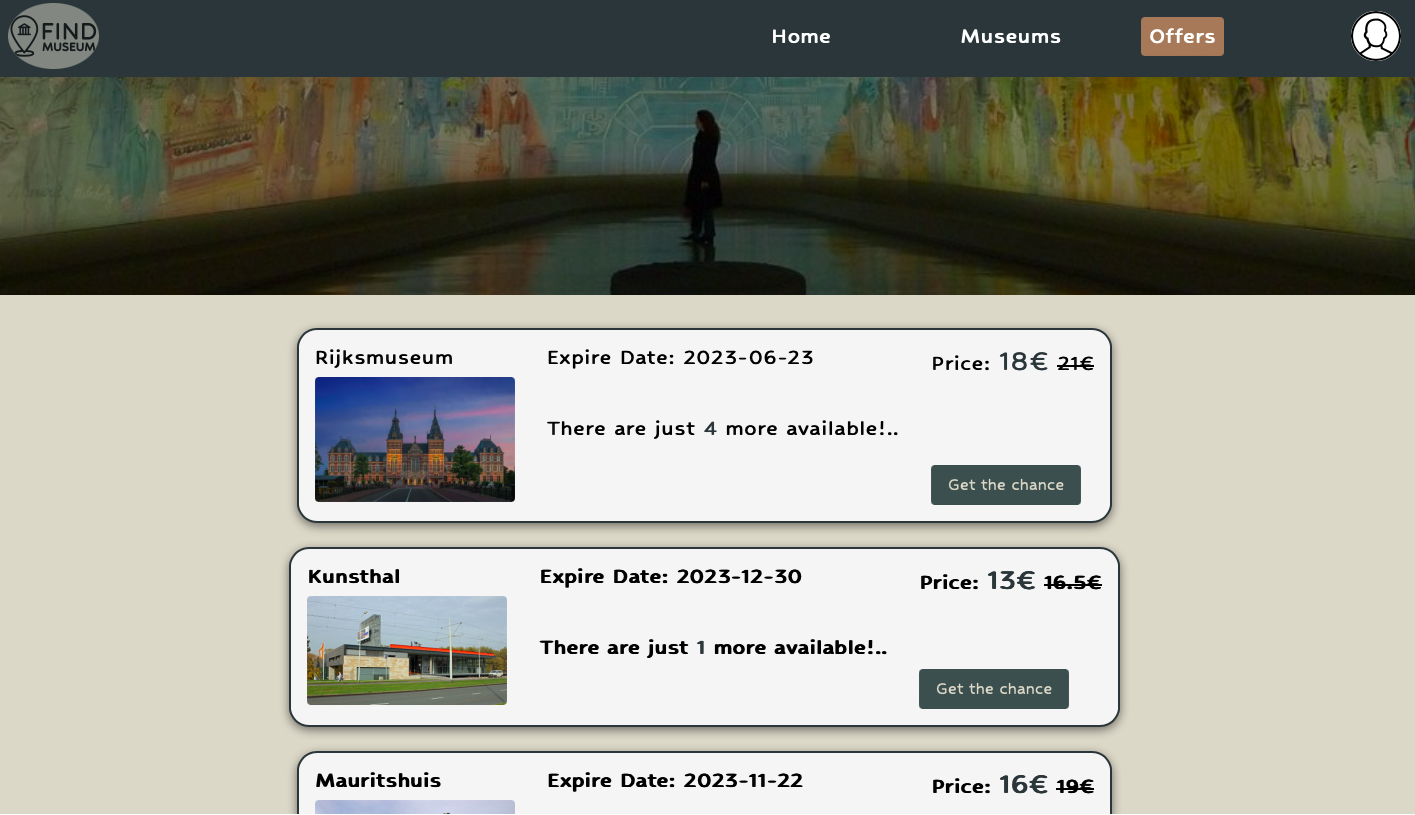 FIND
MUSEUM
Home
Museums
Offers
Rijksmuseum
Expire Date: 2023-06-23
Price: 18€ 21€
There are just 4 more available!..
Get the chance
Kunsthal
Expire Date: 2023-12-30
Price: 13€ 16.5€
There are just 1 more available!..
Get the chance
Mauritshuis
Expire Date: 2023-11-22
Price: 16€ 19€